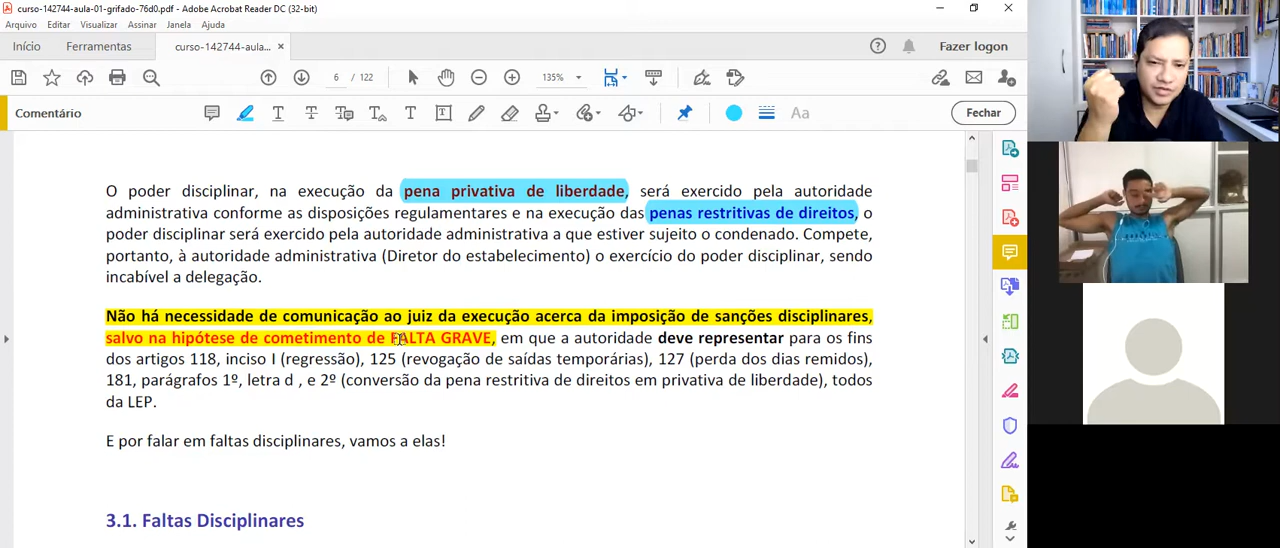 curso-142744-aula-01-grifado-76d0.pdf - Adobe Acrobat Reader DC (32-bit)
Arquivo Editar Visualizar Assinar Janela Ajuda
Início Ferramentas curso-142744-aula... × Fazer logon
6 / 122 135%
Comentário Aa Fechar
O poder disciplinar, na execução da pena privativa de liberdade, será exercido pela autoridade
administrativa conforme as disposições regulamentares e na execução das penas restritivas de direitos, o
poder disciplinar será exercido pela autoridade administrativa a que estiver sujeito o condenado. Compete,
portanto, à autoridade administrativa (Diretor do estabelecimento) o exercício do poder disciplinar, sendo
incabível a delegação.
Não há necessidade de comunicação ao juiz da execução acerca da imposição de sanções disciplinares,
salvo na hipótese de cometimento de FALTA GRAVE, em que a autoridade deve representar para os fins
dos artigos 118, inciso I (regressão), 125 (revogação de saídas temporárias), 127 (perda dos dias remidos),
181, parágrafos 1º, letra d , e 2º (conversão da pena restritiva de direitos em privativa de liberdade), todos
da LEP.
E por falar em faltas disciplinares, vamos a elas!
3.1. Faltas Disciplinares